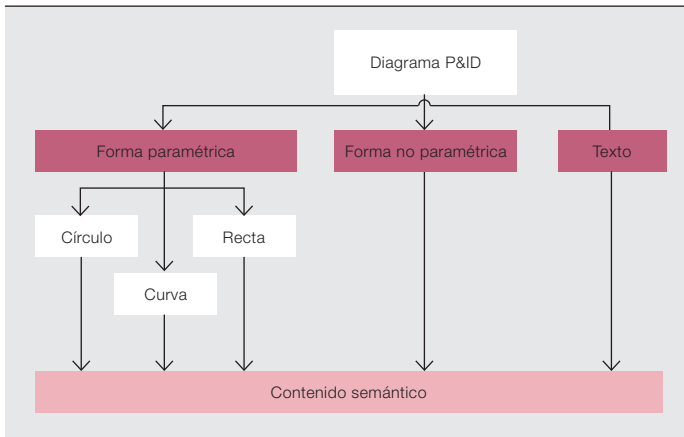 Diagrama P&ID
Forma paramétrica
Forma no paramétrica
Texto
Círculo
Recta
Curva
Contenido semántico